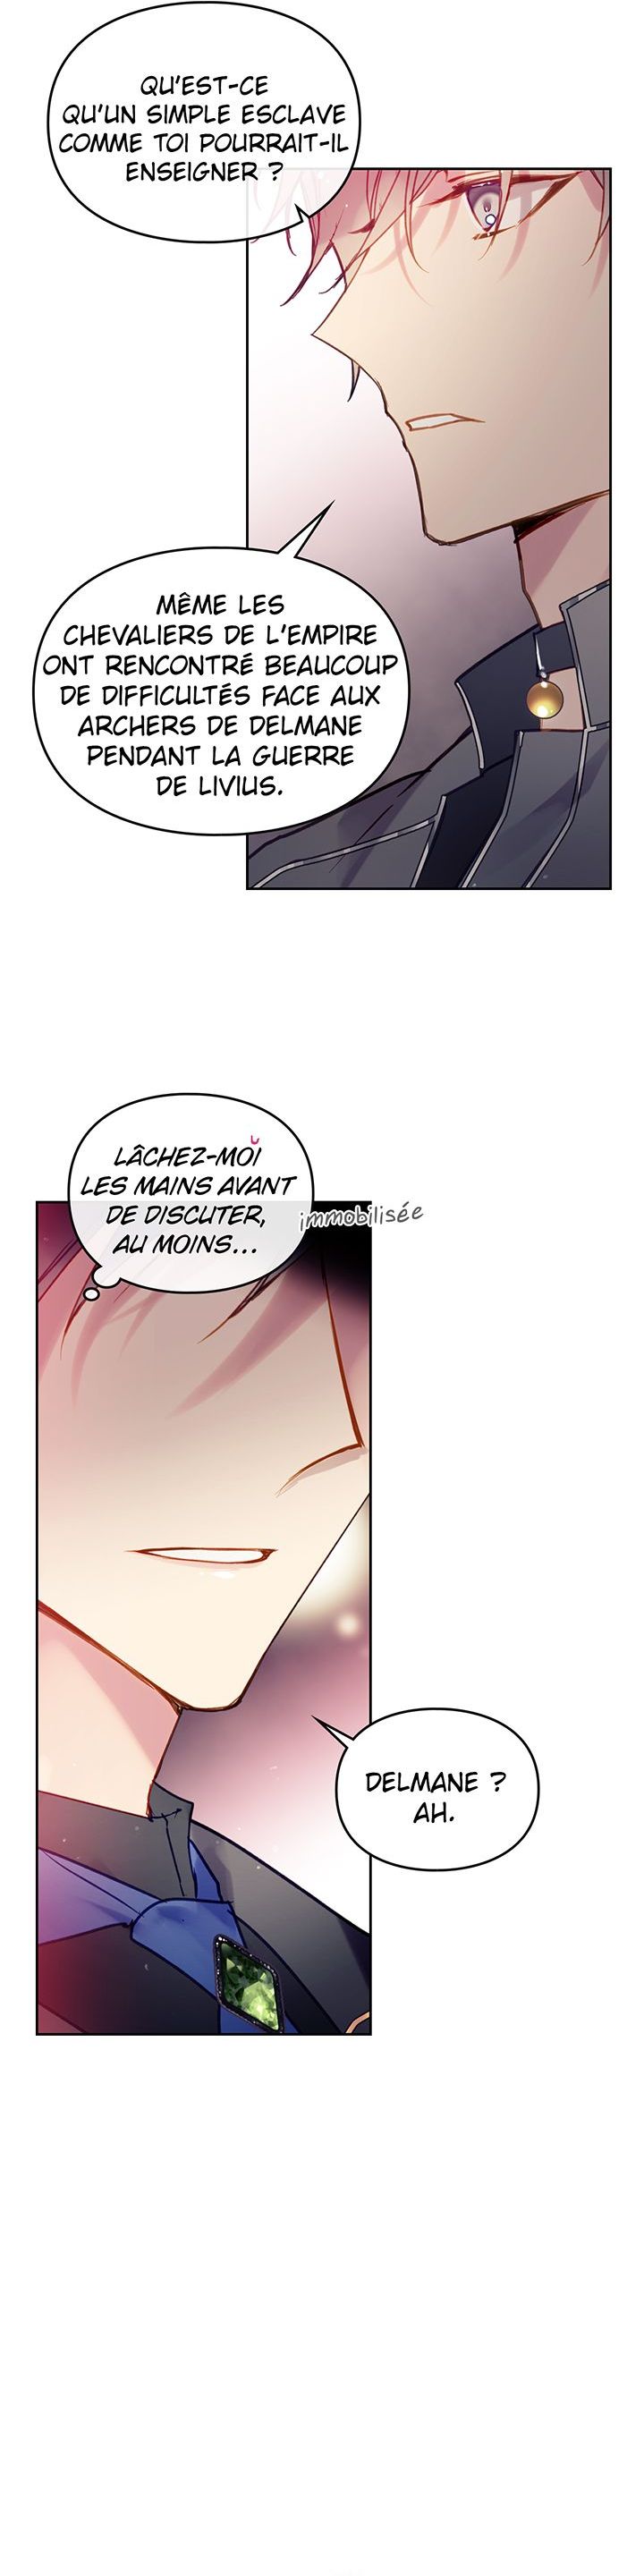 QU'EST-CE
QU'UN SIMPLE ESCLAVE
COMME TOI POURRAIT-IL
ENSEIGNER ?
MÊME LES
CHEVALIERS DE L'EMPIRE
ONT RENCONTRÉ BEAUCOUP
DE DIFFICULTÉS FACE AUX
ARCHERS DE DELMANE
PENDANT LA GUERRE
DE LIVIUS.
LÂCHEZ-MOI
LES MAINS AVANT
DE DISCUTER,
AU MOINS...
immobilisée
DELMANE ?
AH.